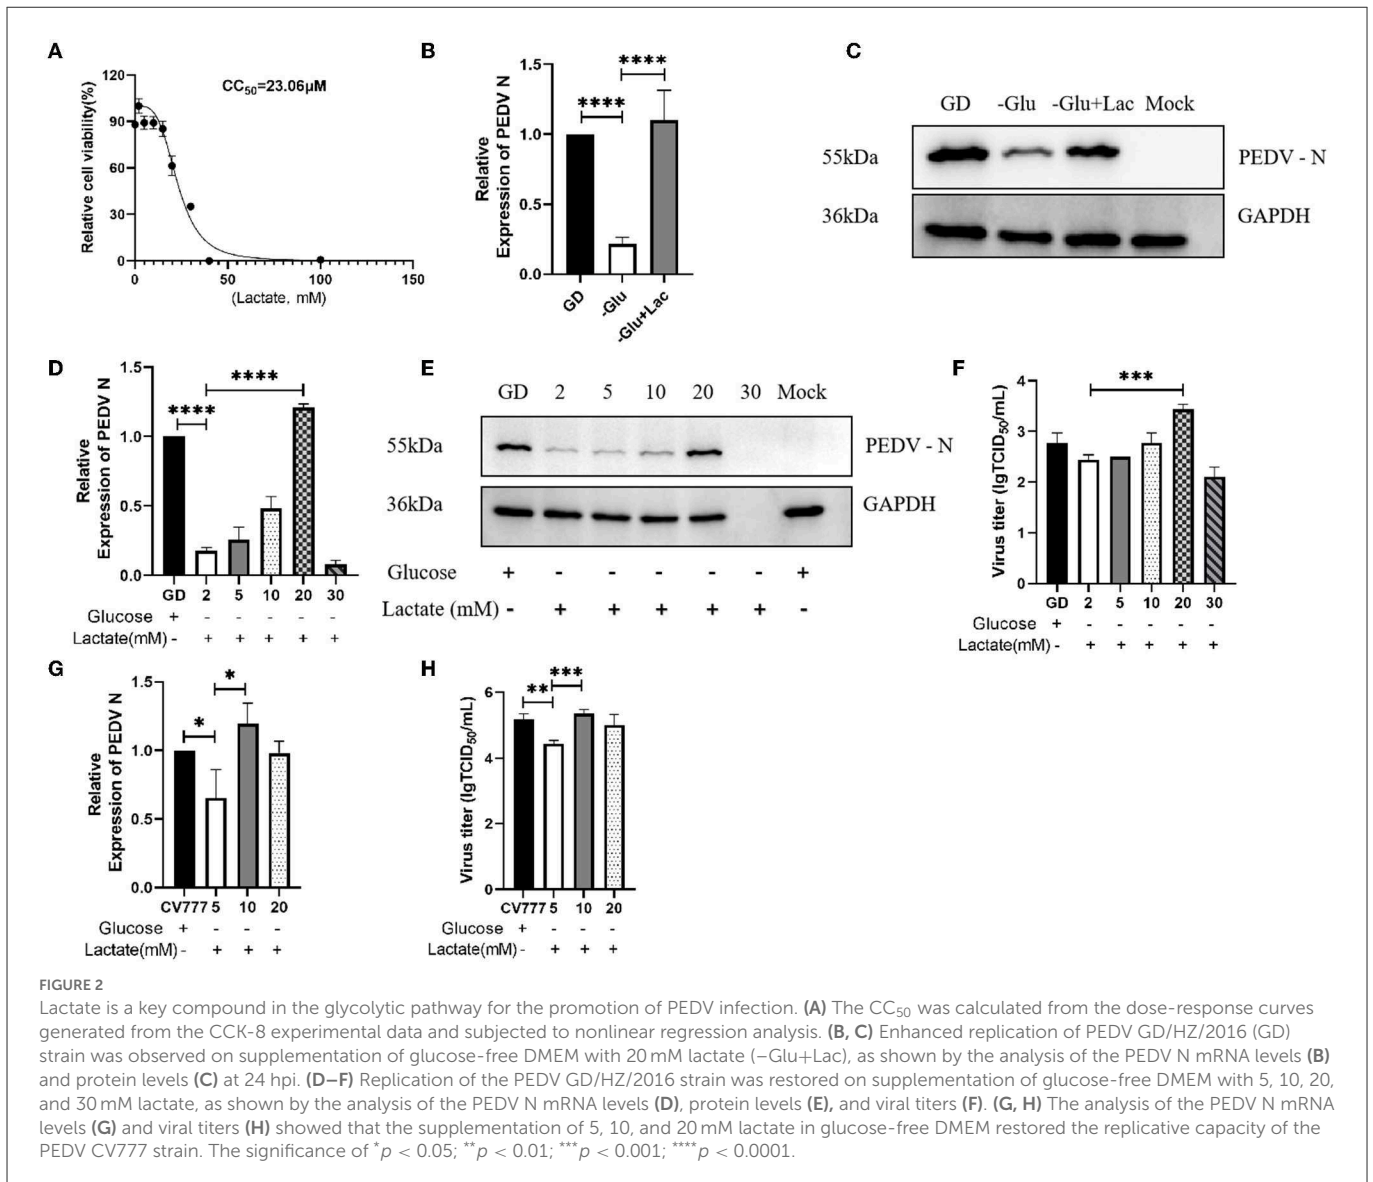 A
CC50=23.06μM
Relative cell viability(%)
120
90
60
30
0
0 50 100 150
(Lactate, mM)
B
Relative
Expression of PEDV N
1.5
1.0
0.5
0.0
****
****
GD
-Glu
-Glu+Lac
C
GD -Glu -Glu+Lac Mock
55kDa PEDV - N
36kDa GAPDH
D
Relative
Expression of PEDV N
1.5
1.0
0.5
0.0
****
****
GD 2 5 10 20 30
Glucose + - - - - -
Lactate(mM) - + + + + +
E
GD 2 5 10 20 30 Mock
55kDa PEDV - N
36kDa GAPDH
Glucose + - - - - - +
Lactate (mM) - + + + + + -
F
Virus titer (lgTCID50/mL)
4
3
2
1
0
***
GD 2 5 10 20 30
Glucose + - - - - -
Lactate(mM) - + + + + +
G
Relative
Expression of PEDV N
1.5
1.0
0.5
0.0
*
*
CV777 5 10 20
Glucose + - - -
Lactate(mM) - + + +
H
Virus titer (lgTCID50/mL)
6
4
2
0
**
***
CV777 5 10 20
Glucose + - - -
Lactate(mM) - + + +
FIGURE 2
Lactate is a key compound in the glycolytic pathway for the promotion of PEDV infection. (A) The CC50 was calculated from the dose-response curves
generated from the CCK-8 experimental data and subjected to nonlinear regression analysis. (B, C) Enhanced replication of PEDV GD/HZ/2016 (GD)
strain was observed on supplementation of glucose-free DMEM with 20 mM lactate (−Glu+Lac), as shown by the analysis of the PEDV N mRNA levels (B)
and protein levels (C) at 24 hpi. (D–F) Replication of the PEDV GD/HZ/2016 strain was restored on supplementation of glucose-free DMEM with 5, 10, 20,
and 30 mM lactate, as shown by the analysis of the PEDV N mRNA levels (D), protein levels (E), and viral titers (F). (G, H) The analysis of the PEDV N mRNA
levels (G) and viral titers (H) showed that the supplementation of 5, 10, and 20 mM lactate in glucose-free DMEM restored the replicative capacity of the
PEDV CV777 strain. The significance of *p < 0.05; **p < 0.01; ***p < 0.001; ****p < 0.0001.